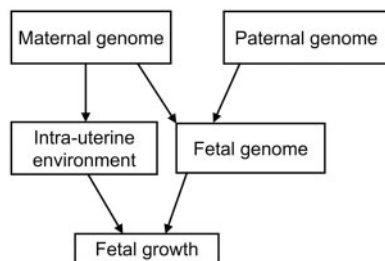 Maternal genome
Paternal genome
Intra-uterine
environment
Fetal genome
Fetal growth